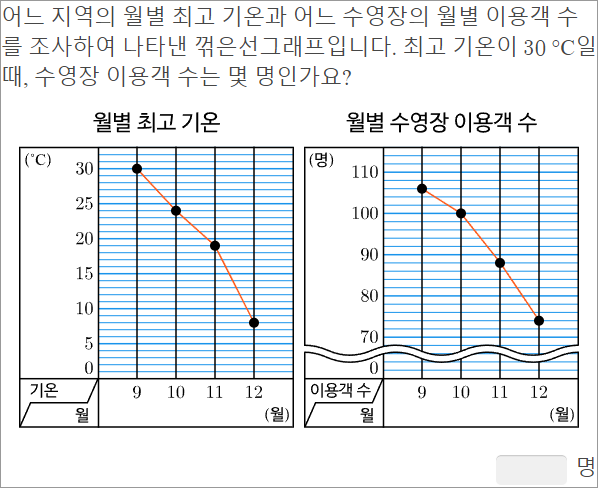 어느 지역의 월별 최고 기온과 어느 수영장의 월별 이용객 수
를 조사하여 나타낸 꺾은선그래프입니다. 최고 기온이 30 °C일
때, 수영장 이용객 수는 몇 명인가요?
월별 최고 기온
(°C)
30
25
20
15
10
5
0
기온
월
9 10 11 12
(월)
월별 수영장 이용객 수
(명)
110
100
90
80
70
0
이용객 수
월
9 10 11 12
(월)
명